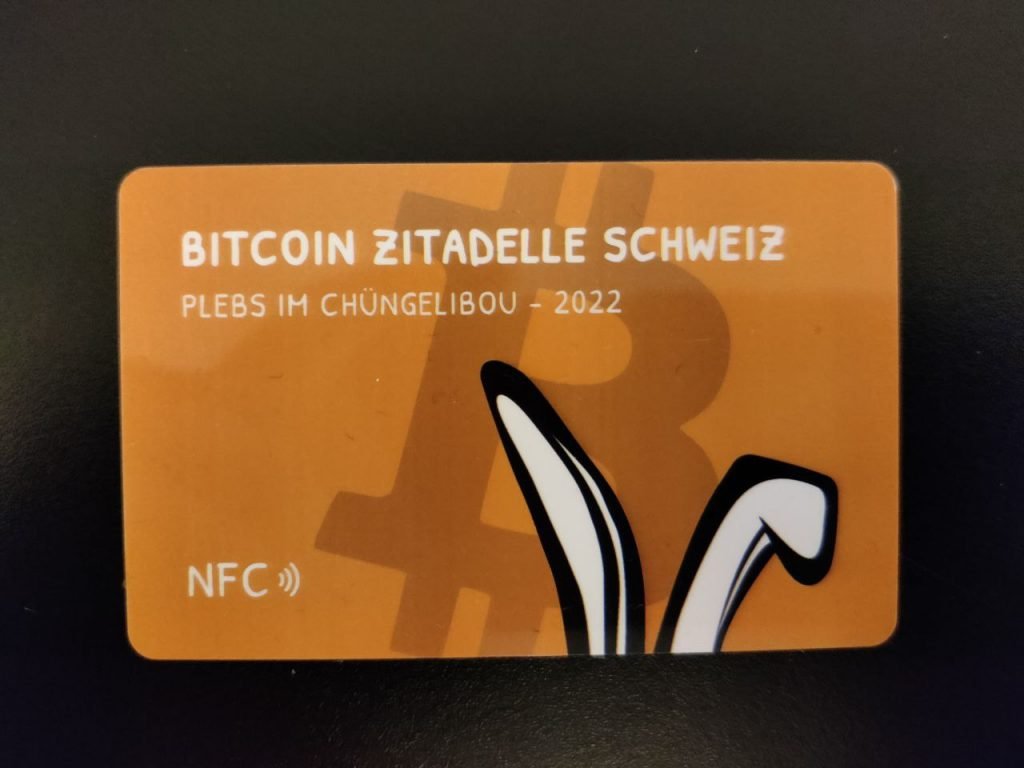 BITCOIN ZITADELLE SCHWEIZ
PLEBS IM CHÜNGELIBOU - 2022
NFC